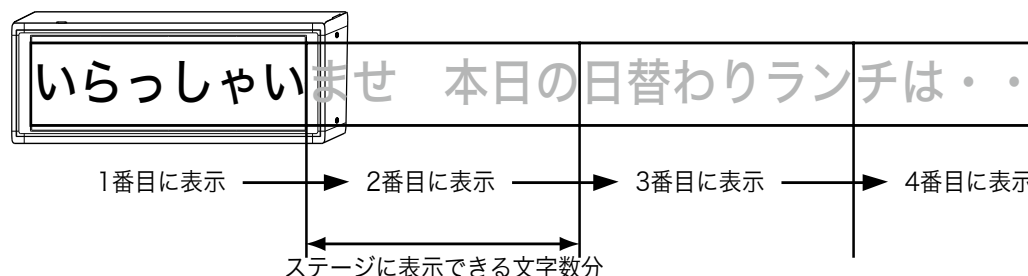 いらっしゃいませ　本日の日替わりランチは・・
1番目に表示 2番目に表示 3番目に表示 4番目に表示
ステージに表示できる文字数分